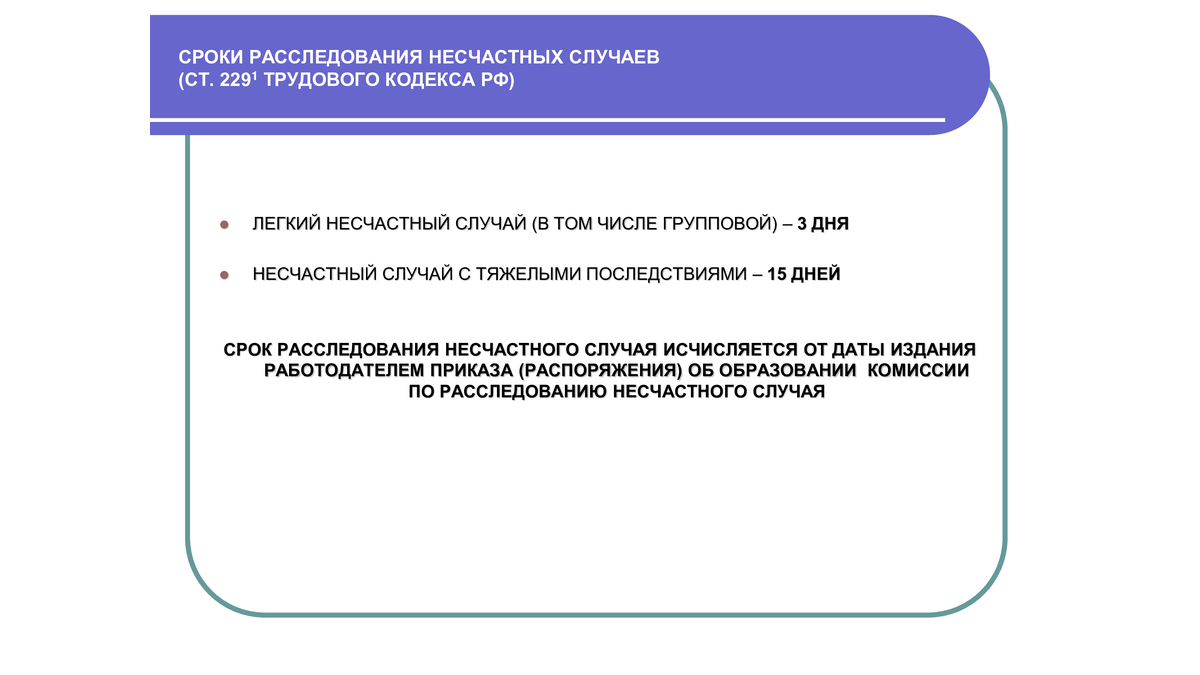 СРОКИ РАССЛЕДОВАНИЯ НЕСЧАСТНЫХ СЛУЧАЕВ
(СТ. 229¹ ТРУДОВОГО КОДЕКСА РФ)
ЛЕГКИЙ НЕСЧАСТНЫЙ СЛУЧАЙ (В ТОМ ЧИСЛЕ ГРУППОВОЙ) – 3 ДНЯ
НЕСЧАСТНЫЙ СЛУЧАЙ С ТЯЖЕЛЫМИ ПОСЛЕДСТВИЯМИ – 15 ДНЕЙ
СРОК РАССЛЕДОВАНИЯ НЕСЧАСТНОГО СЛУЧАЯ ИСЧИСЛЯЕТСЯ ОТ ДАТЫ ИЗДАНИЯ
РАБОТОДАТЕЛЕМ ПРИКАЗА (РАСПОРЯЖЕНИЯ) ОБ ОБРАЗОВАНИИ КОМИССИИ
ПО РАССЛЕДОВАНИЮ НЕСЧАСТНОГО СЛУЧАЯ